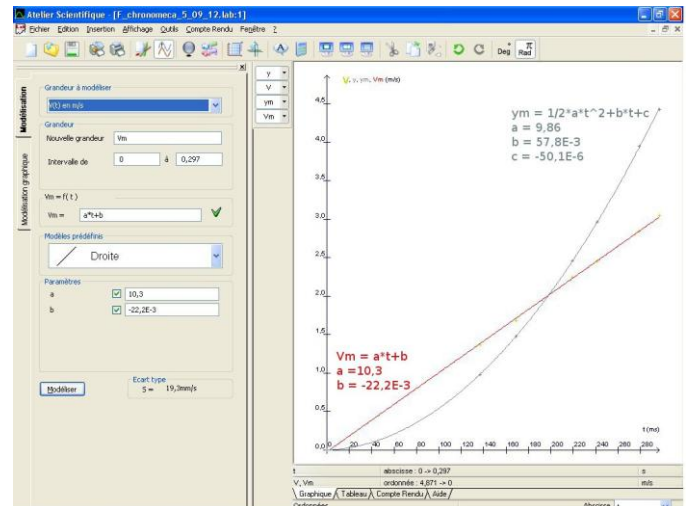 Atelier Scientifique - [F_chronomeca_5_09_12.lab:1]
Fichier Edition Insertion Affichage Outils Compte Rendu Fenêtre ?
Deg
π
Rad
Modélisation
Modélisation graphique
Grandeur à modéliser
V(t) en m/s
Grandeur
Nouvelle grandeur Vm
Intervalle de 0 à 0,297
Vm = f( t )
Vm = a*t+b
Modèles prédéfinis
Droite
Paramètres
a 10,3
b -22,2E-3
Modéliser
Ecart type
S = 19,3mm/s
y
V
ym
Vm
V, y, ym, Vm (m/s)
4,5
4,0
3,5
3,0
2,5
2,0
1,5
1,0
0,5
0,0
0 20 40 60 80 100 120 140 160 180 200 220 240 260 280
t (ms)
ym = 1/2*a*t^2+b*t+c
a = 9,86
b = 57,8E-3
c = -50,1E-6
Vm = a*t+b
a =10,3
b = -22,2E-3
t abscisse : 0 -> 0,297 s
V, Vm ordonnée : 4,871 -> 0 m/s
Graphique Tableau Compte Rendu Aide
Ordonnées Abscisse